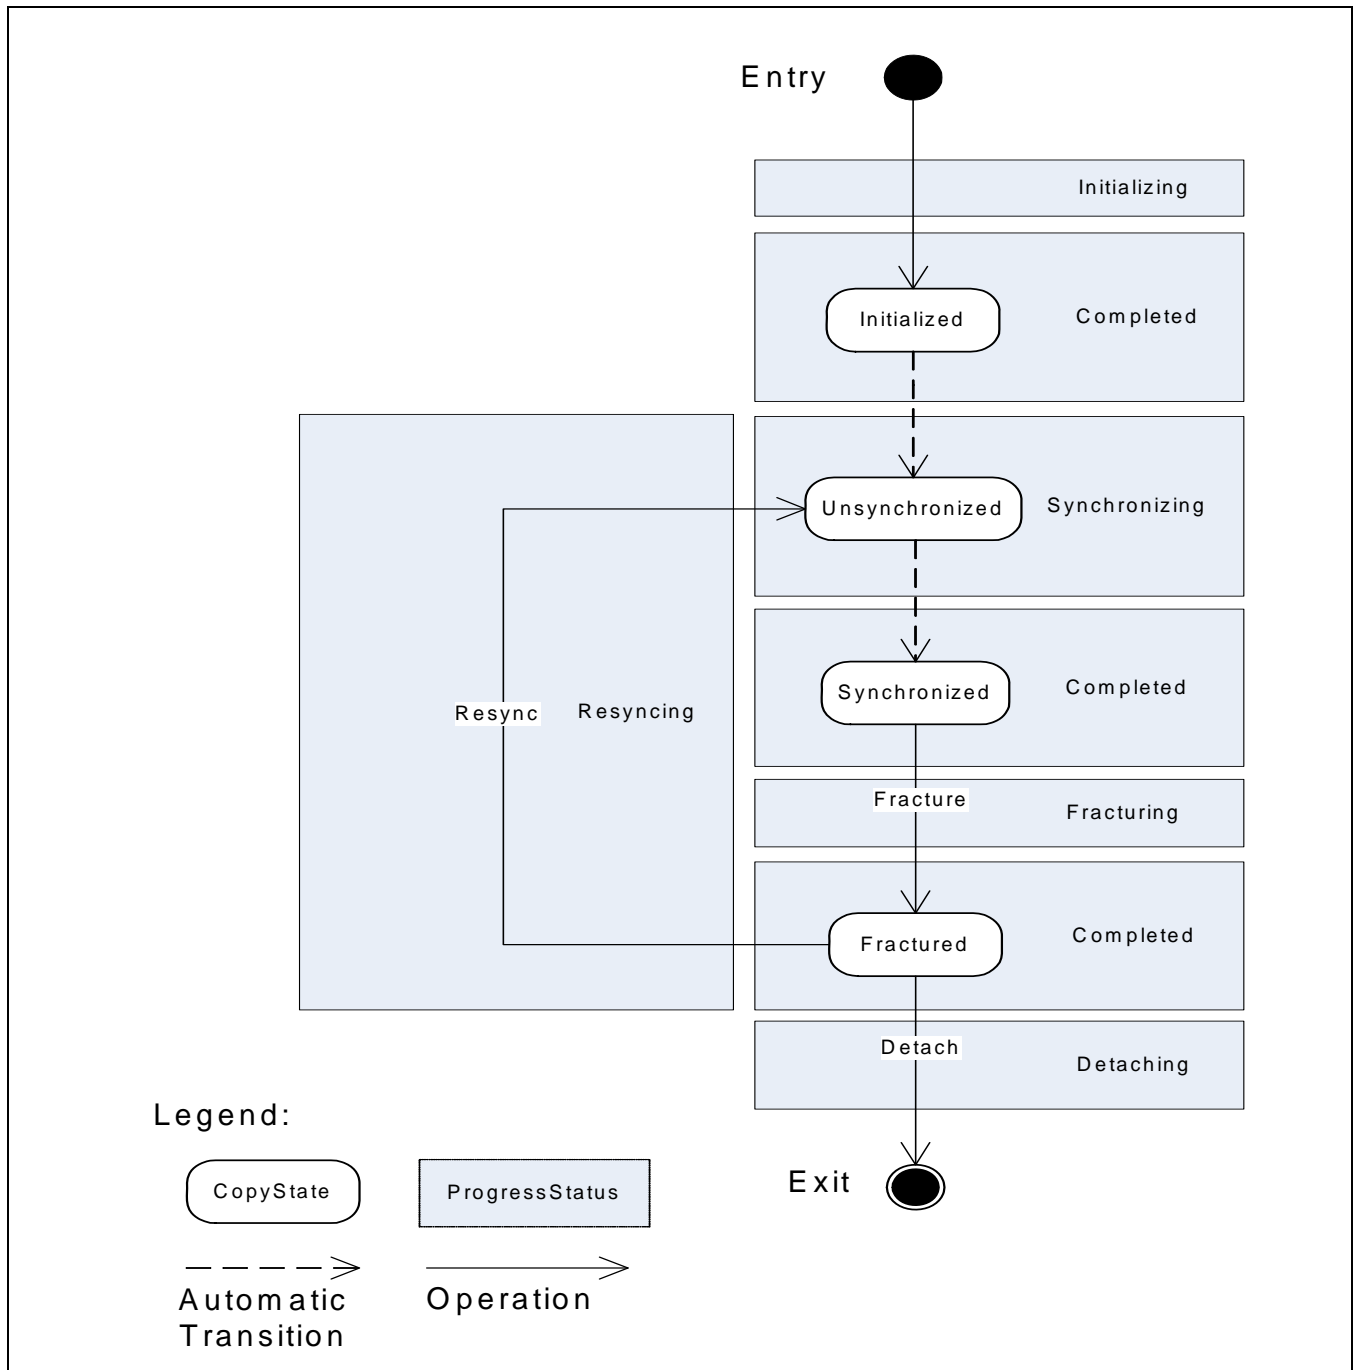 Entry
Initializing
Initialized
Completed
Unsynchronized
Synchronizing
Synchronized
Completed
Resync
Resyncing
Fracture
Fracturing
Fractured
Completed
Detach
Detaching
Legend:
Exit
CopyState
ProgressStatus
Automatic
Transition
Operation